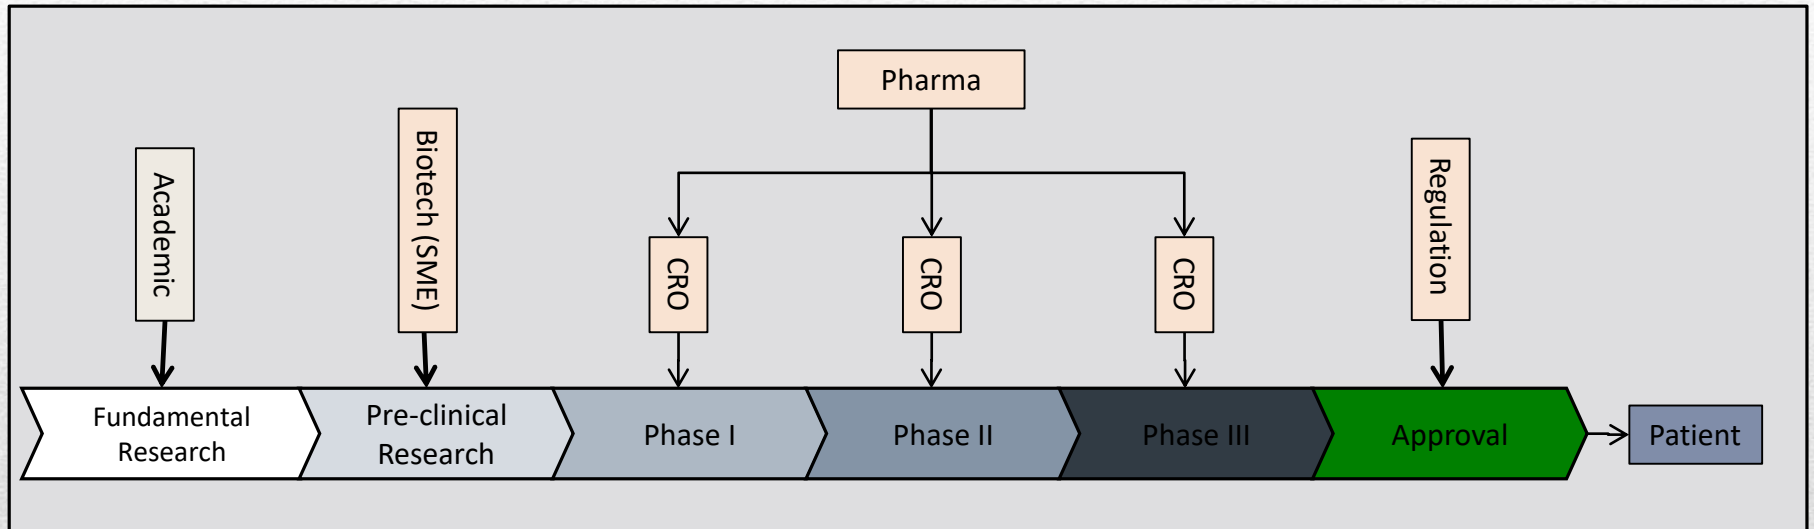 Pharma
Academic
Biotech (SME)
CRO
CRO
CRO
Regulation
Fundamental
Research
Pre-clinical
Research
Phase I
Phase II
Phase III
Approval
Patient